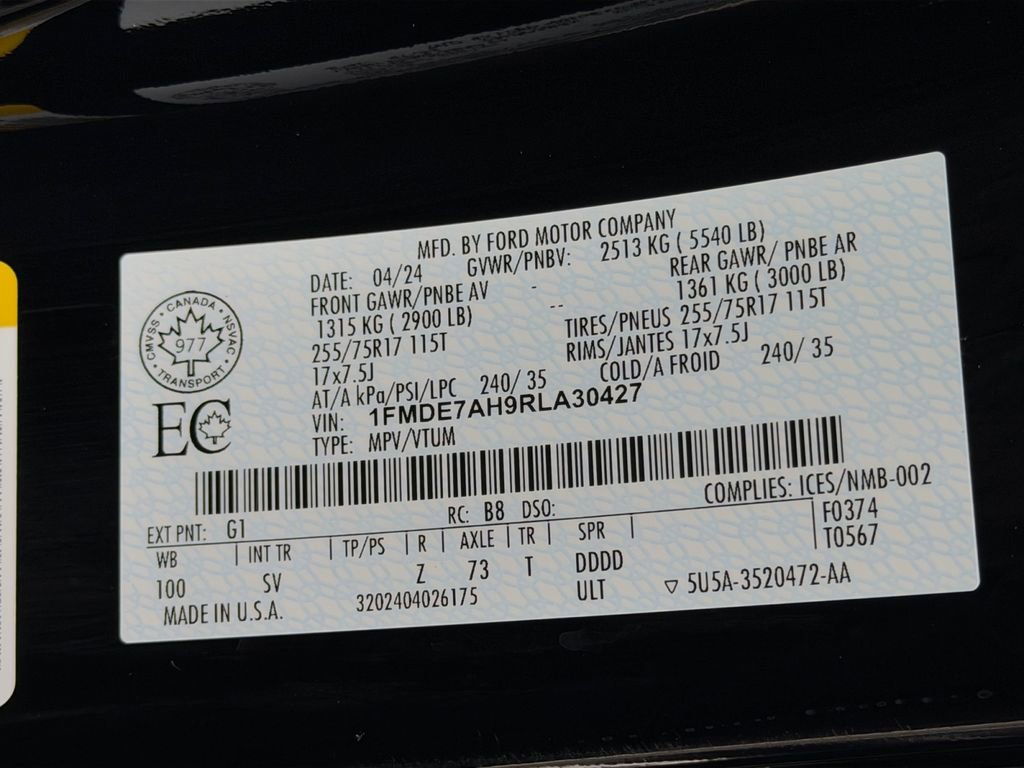 MFD. BY FORD MOTOR COMPANY
DATE: 04/24 GVWR/PNBV: 2513 KG ( 5540 LB)
FRONT GAWR/PNBE AV - REAR GAWR/ PNBE AR
1315 KG ( 2900 LB) -- 1361 KG ( 3000 LB)
255/75R17 115T TIRES/PNEUS 255/75R17 115T
17x7.5J RIMS/JANTES 17x7.5J
AT/A kPa/PSI/LPC 240/ 35 COLD/A FROID 240/ 35
VIN: 1FMDE7AH9RLA30427
TYPE: MPV/VTUM
CANADA
CMVSS NSVAC
977
TRANSPORT
EC
COMPLIES: ICES/NMB-002
EXT PNT: G1 RC: B8 DSO: F0374
WB INT TR TP/PS R AXLE TR SPR T0567
100 SV Z 73 T DDDD
MADE IN U.S.A. 3202404026175 ULT ▽ 5U5A-3520472-AA